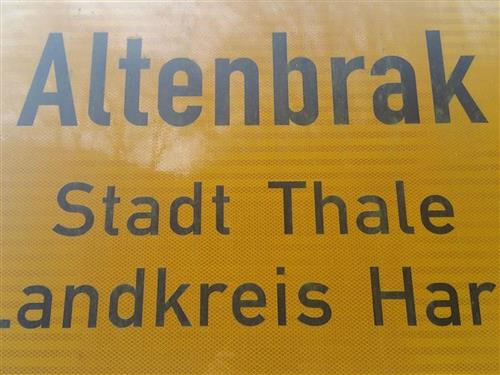 Altenbrak
Stadt Thale
Landkreis Har